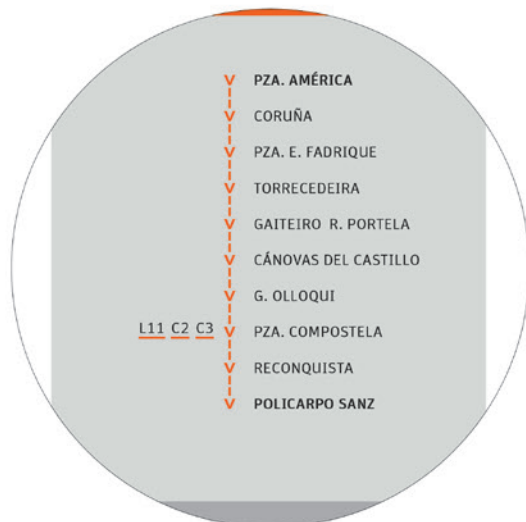 PZA. AMÉRICA
CORUÑA
PZA. E. FADRIQUE
TORRECEDEIRA
GAITEIRO R. PORTELA
CÁNOVAS DEL CASTILLO
G. OLLOQUI
L11 C2 C3 PZA. COMPOSTELA
RECONQUISTA
POLICARPO SANZ